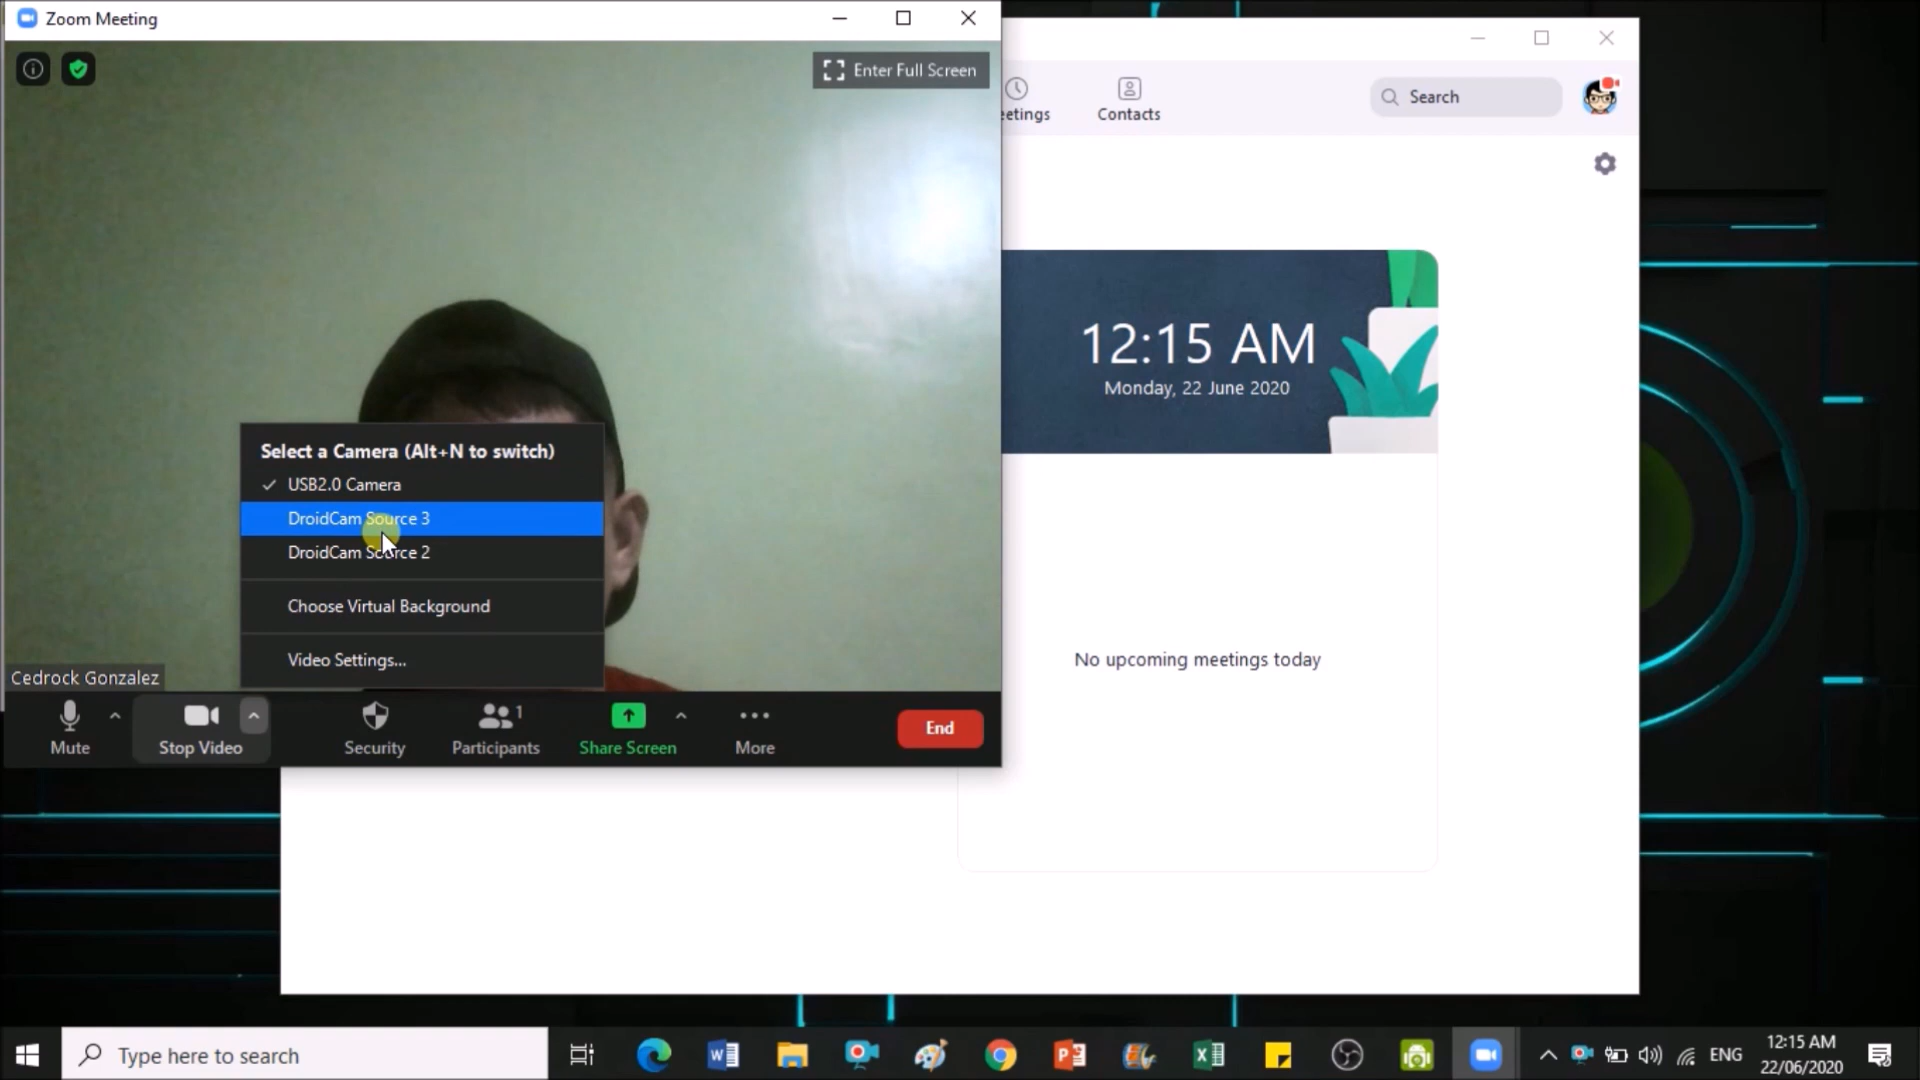 Zoom Meeting
Enter Full Screen
eetings
Contacts
Search
12:15 AM
Monday, 22 June 2020
No upcoming meetings today
Select a Camera (Alt+N to switch)
USB2.0 Camera
DroidCam Source 3
DroidCam Source 2
Choose Virtual Background
Video Settings...
Cedrock Gonzalez
Mute
Stop Video
Security
1
Participants
Share Screen
More
End
Type here to search
ENG
12:15 AM
22/06/2020